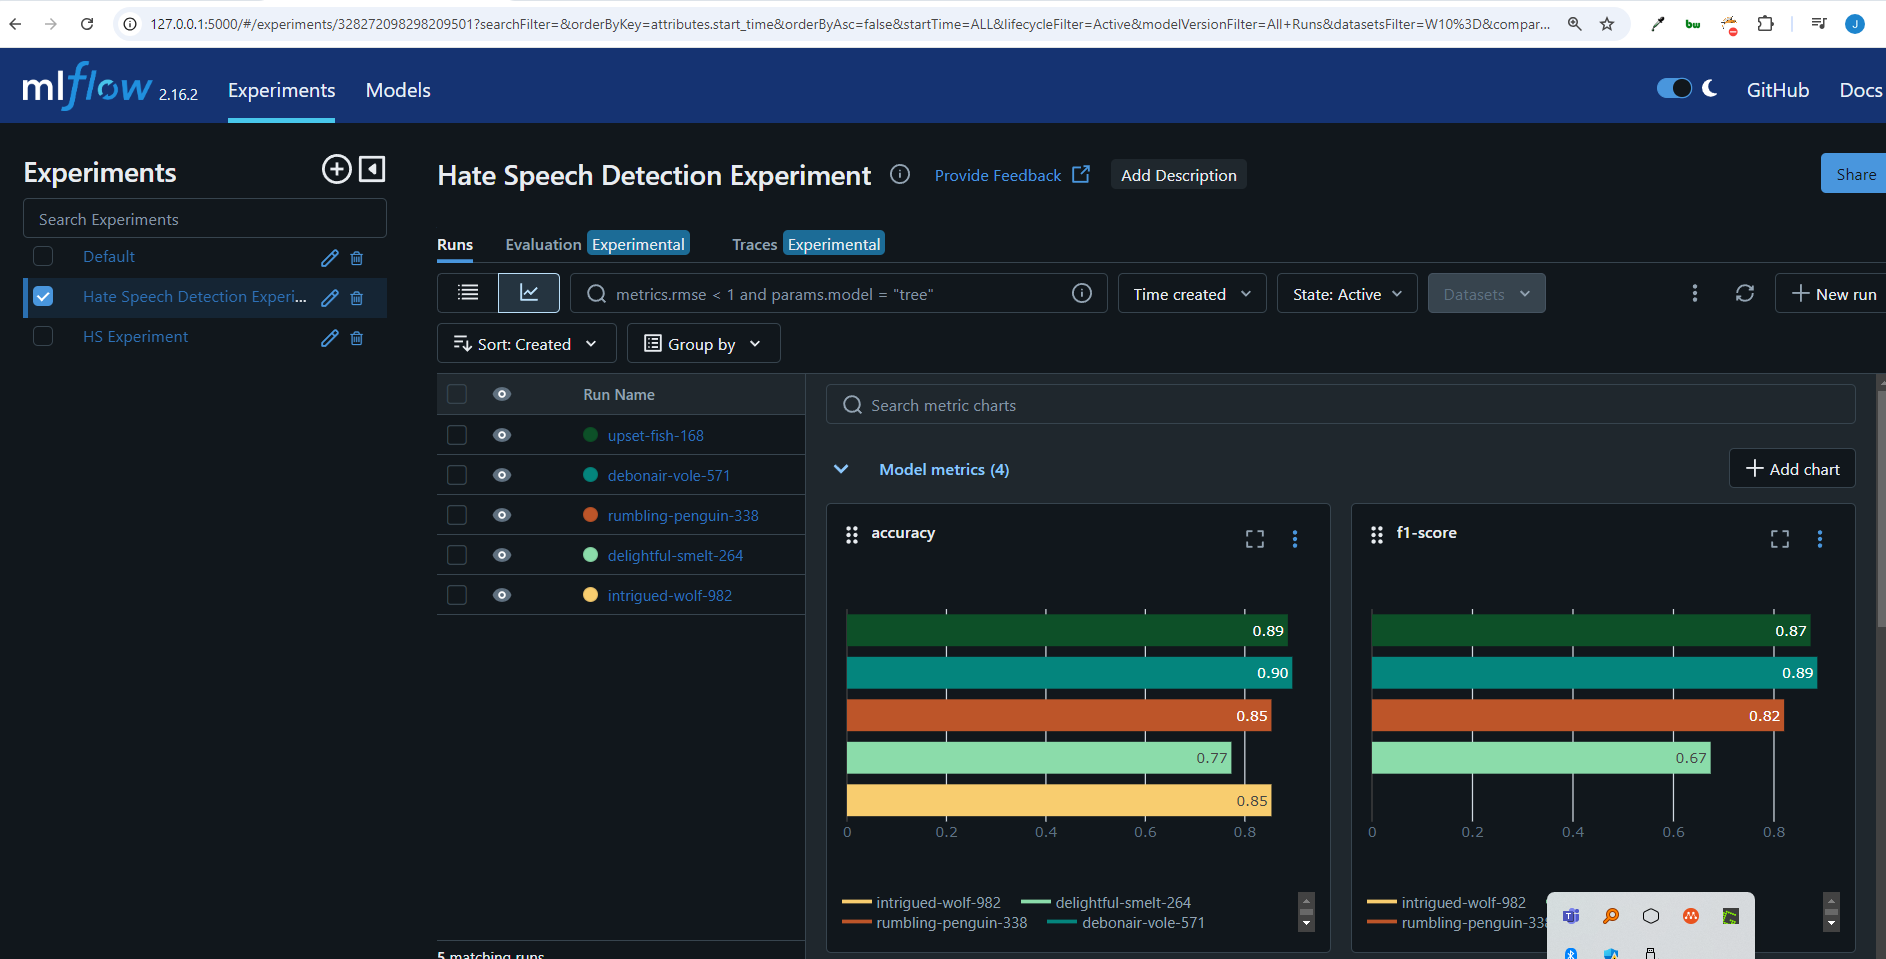 127.0.0.1:5000/#/experiments/328272098298209501?searchFilter=&orderByKey=attributes.start_time&orderByAsc=false&startTime=ALL&lifecycleFilter=Active&modelVersionFilter=All+Runs&datasetsFilter=W10%3D&compar...
bw
J
mlflow 2.16.2
Experiments
Models
GitHub
Docs
Experiments
Search Experiments
Default
Hate Speech Detection Experi...
HS Experiment
Hate Speech Detection Experiment
Provide Feedback
Add Description
Share
Runs
Evaluation Experimental
Traces Experimental
metrics.rmse < 1 and params.model = "tree"
Time created
State: Active
Datasets
New run
Sort: Created
Group by
Run Name
upset-fish-168
debonair-vole-571
rumbling-penguin-338
delightful-smelt-264
intrigued-wolf-982
5 matching runs
Search metric charts
Model metrics (4)
Add chart
accuracy
0.89
0.90
0.85
0.77
0.85
0 0.2 0.4 0.6 0.8
intrigued-wolf-982 delightful-smelt-264
rumbling-penguin-338 debonair-vole-571
f1-score
0.87
0.89
0.82
0.67
0 0.2 0.4 0.6 0.8
intrigued-wolf-982
rumbling-penguin-338